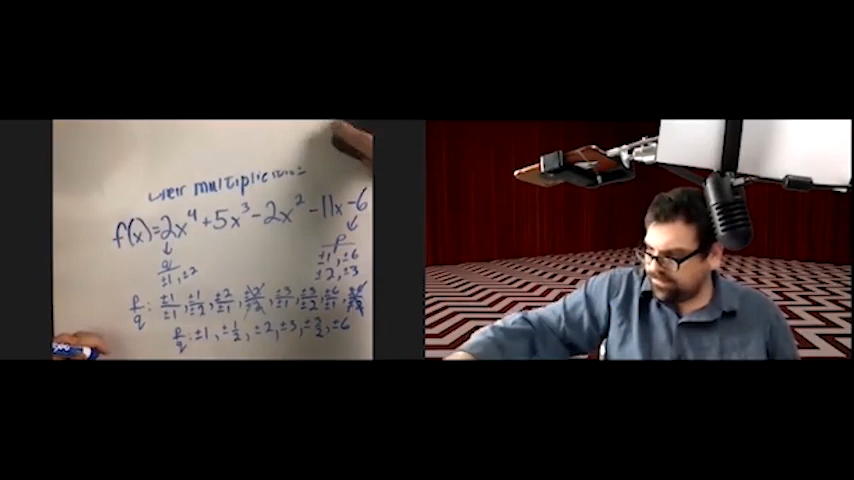 their multiplicities
f(x)=2x⁴+5x³-2x²-11x-6
q p
±1,±2 ±1,±6
±2,±3
p/q: ±1/±1, ±1/±2, ±2/±1, ±2/±2, ±3/±1, ±3/±2, ±6/±1, ±6/±2
p/q: ±1, ±1/2, ±2, ±3, ±3/2, ±6